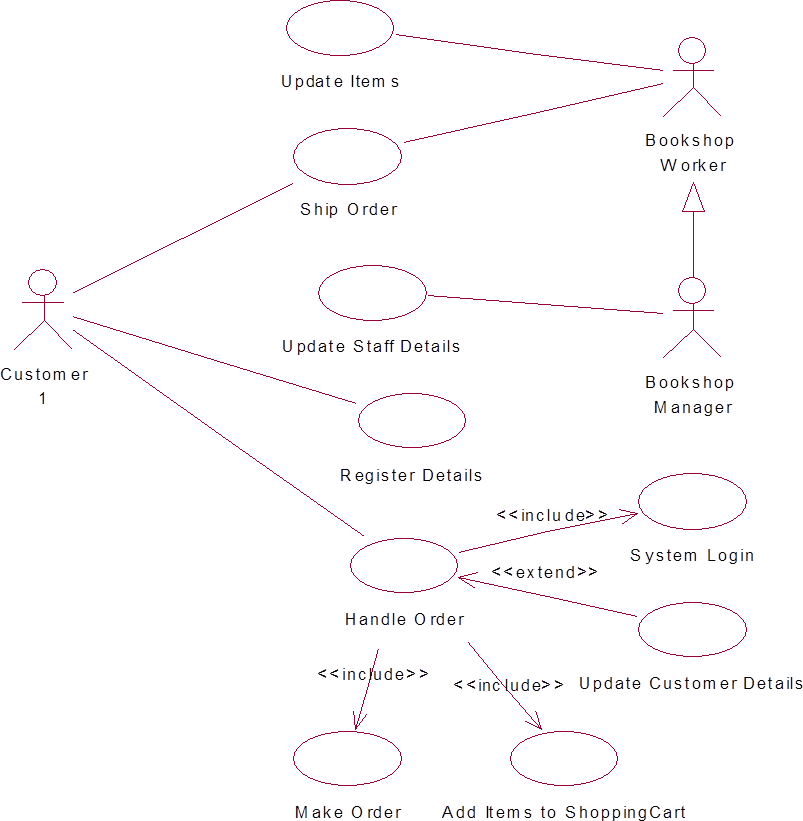 Update Items
Bookshop
Worker
Ship Order
Update Staff Details
Customer
1
Bookshop
Manager
Register Details
<<include>>
System Login
<<extend>>
Handle Order
<<include>>
<<include>>
Update Customer Details
Make Order
Add Items to ShoppingCart